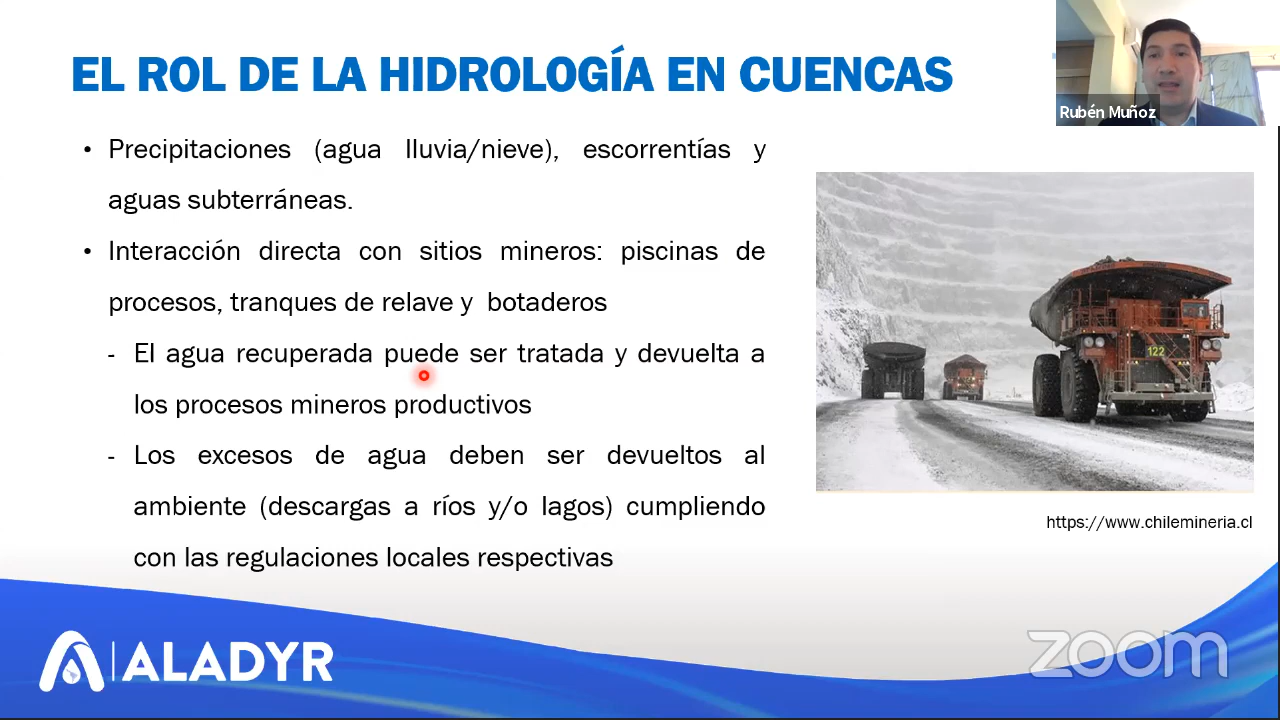 EL ROL DE LA HIDROLOGÍA EN CUENCAS
Rubén Muñoz
• Precipitaciones (agua lluvia/nieve), escorrentías y
aguas subterráneas.
• Interacción directa con sitios mineros: piscinas de
procesos, tranques de relave y botaderos
- El agua recuperada puede ser tratada y devuelta a
los procesos mineros productivos
- Los excesos de agua deben ser devueltos al
ambiente (descargas a ríos y/o lagos) cumpliendo
con las regulaciones locales respectivas
122
https://www.chilemineria.cl
ALADYR
zoom